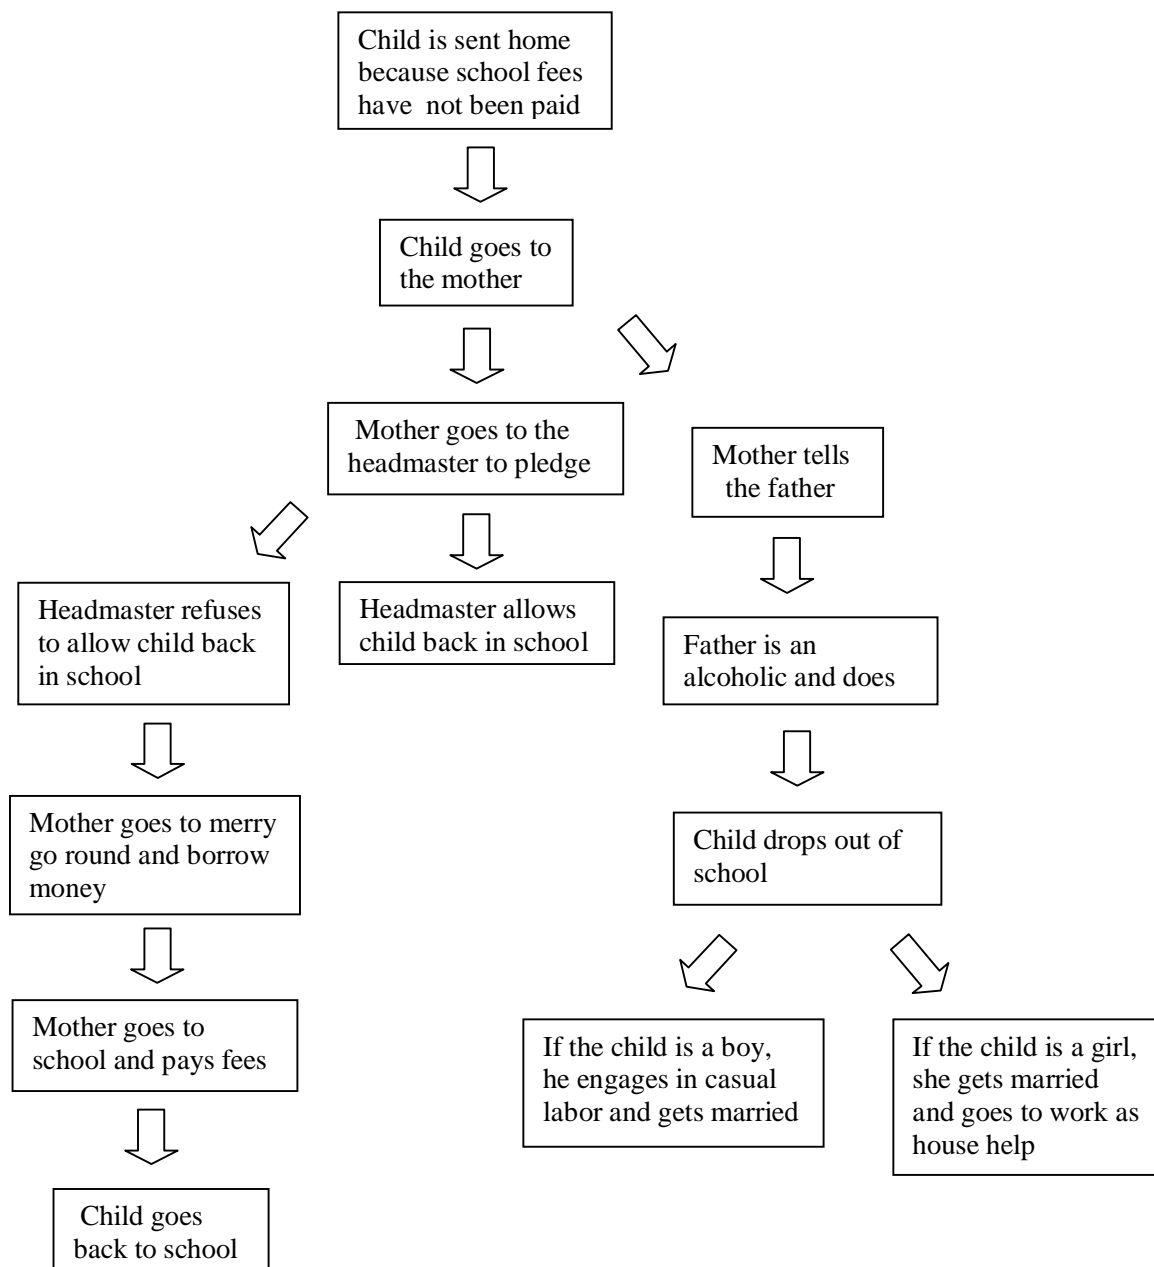 Child is sent home
because school fees
have not been paid
Child goes to
the mother
Mother goes to the
headmaster to pledge
Mother tells
the father
Headmaster refuses
to allow child back
in school
Headmaster allows
child back in school
Father is an
alcoholic and does
Mother goes to merry
go round and borrow
money
Child drops out of
school
Mother goes to
school and pays fees
If the child is a boy,
he engages in casual
labor and gets married
If the child is a girl,
she gets married
and goes to work as
house help
Child goes
back to school